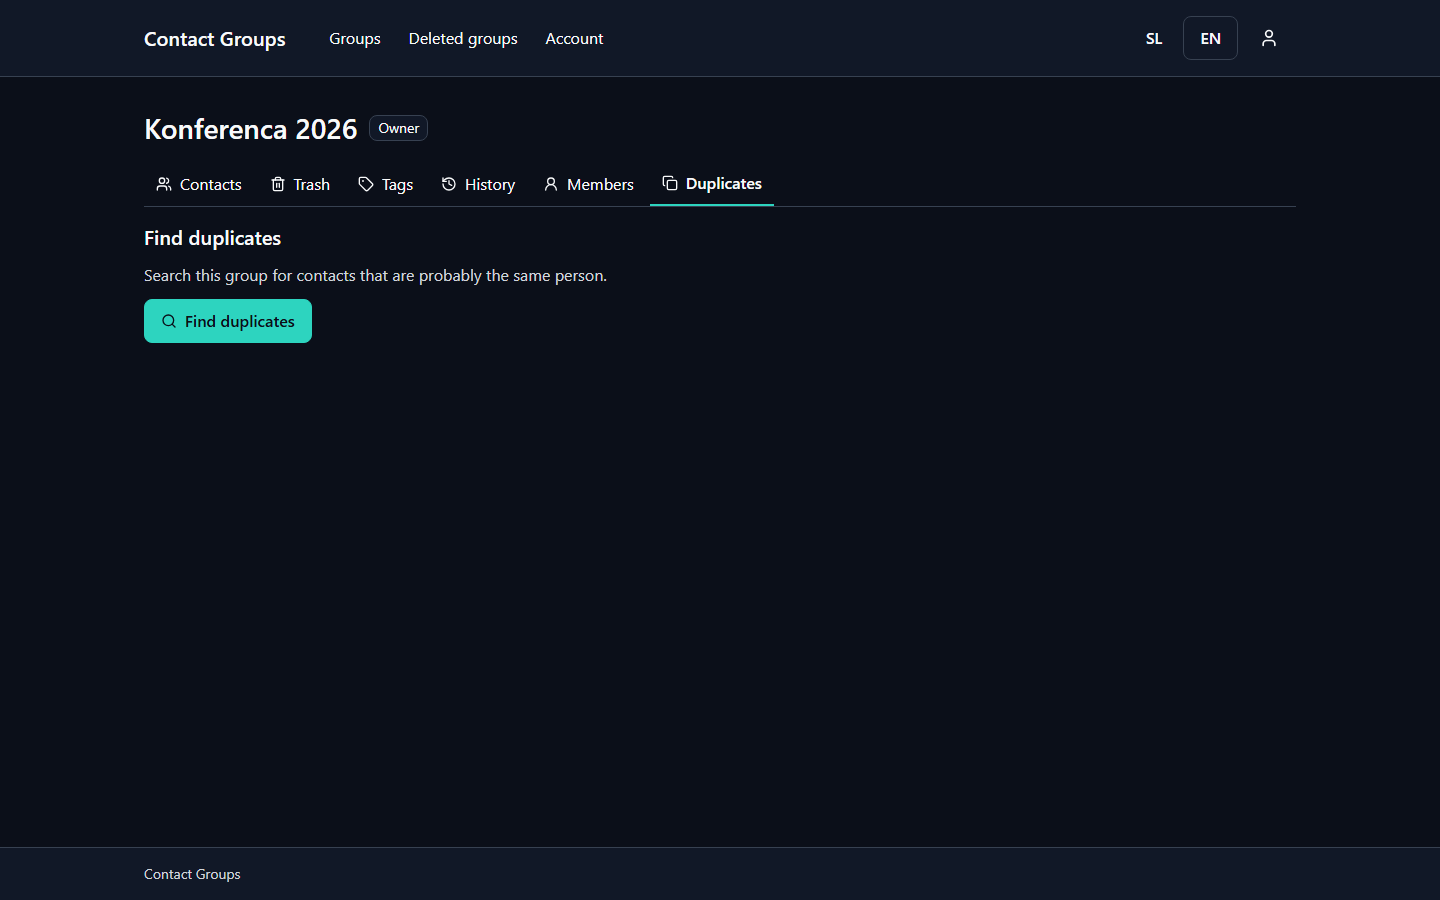 Contact Groups Groups Deleted groups Account SL EN
Konferenca 2026 Owner
Contacts Trash Tags History Members Duplicates
Find duplicates
Search this group for contacts that are probably the same person.
Find duplicates
Contact Groups